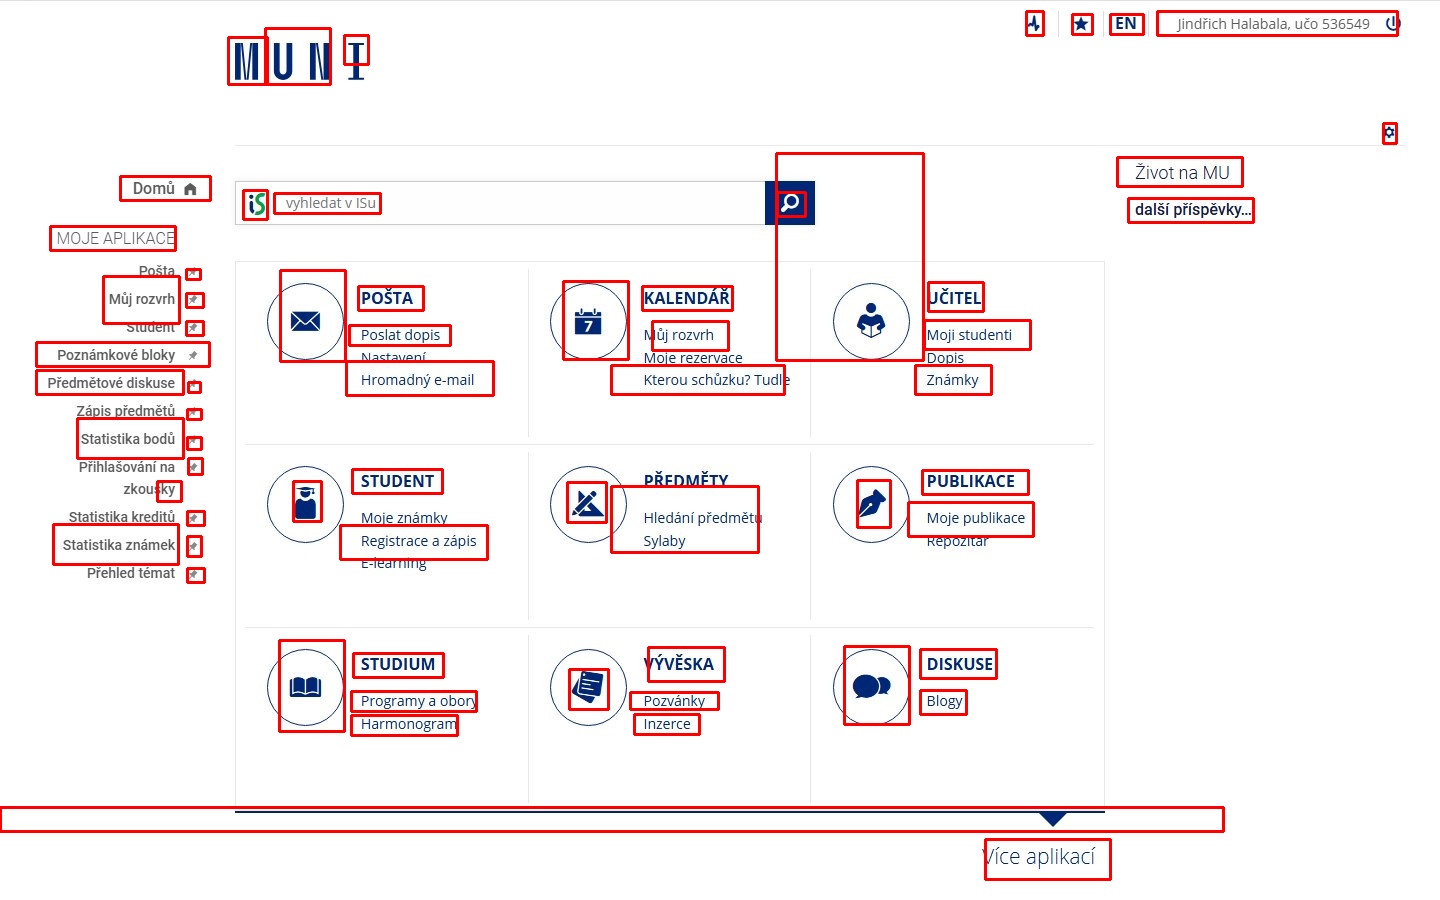 MUNI
EN
Jindřich Halabala, učo 536549
Domů
vyhledat v ISu
Život na MU
další příspěvky...
MOJE APLIKACE
Pošta
Můj rozvrh
Student
Poznámkové bloky
Předmětové diskuse
Zápis předmětů
Statistika bodů
Přihlašování na
zkoušky
Statistika kreditů
Statistika známek
Přehled témat
POŠTA
Poslat dopis
Nastavení
Hromadný e-mail
KALENDÁŘ
7
Můj rozvrh
Moje rezervace
Kterou schůzku? Tudle
UČITEL
Moji studenti
Dopis
Známky
STUDENT
Moje známky
Registrace a zápis
E-learning
PŘEDMĚTY
Hledání předmětu
Sylaby
PUBLIKACE
Moje publikace
Repozitář
STUDIUM
Programy a obory
Harmonogram
VÝVĚSKA
Pozvánky
Inzerce
DISKUSE
Blogy
Více aplikací